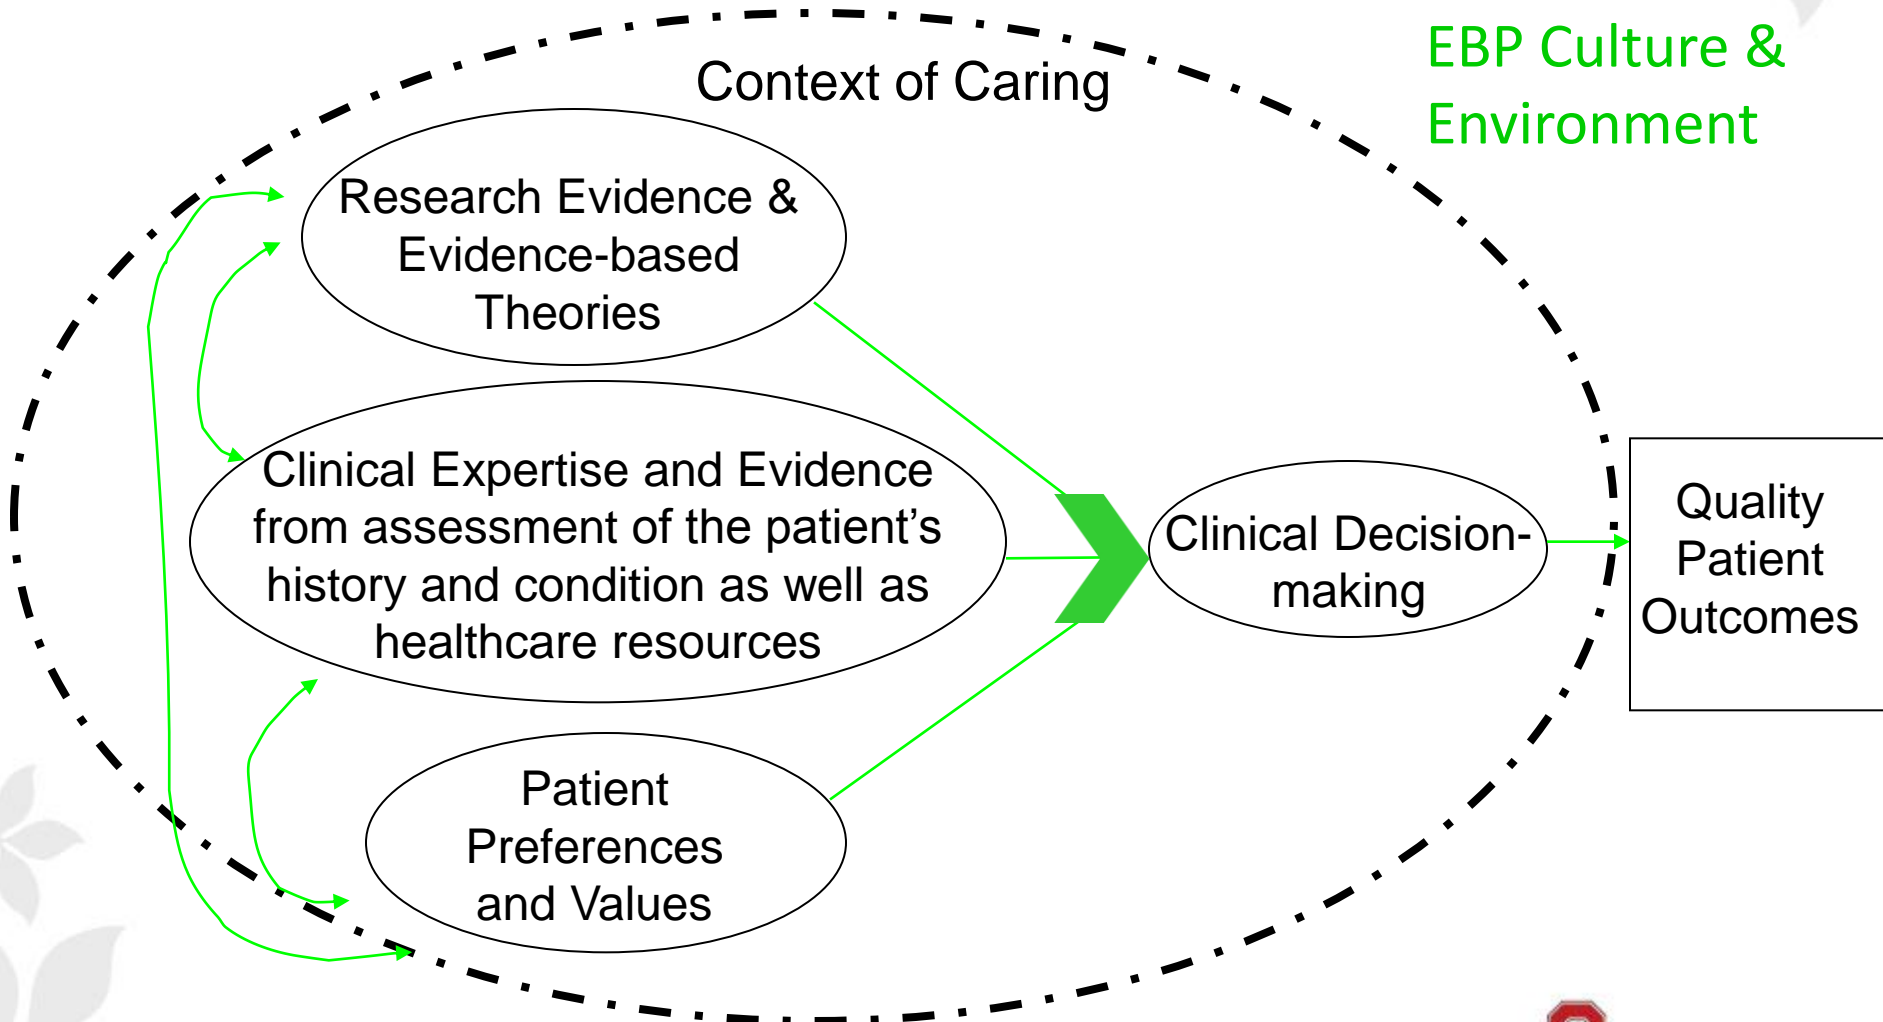 EBP Culture &
Environment
Context of Caring
Research Evidence &
Evidence-based
Theories
Clinical Expertise and Evidence
from assessment of the patient’s
history and condition as well as
healthcare resources
Patient
Preferences
and Values
Clinical Decision-
making
Quality
Patient
Outcomes